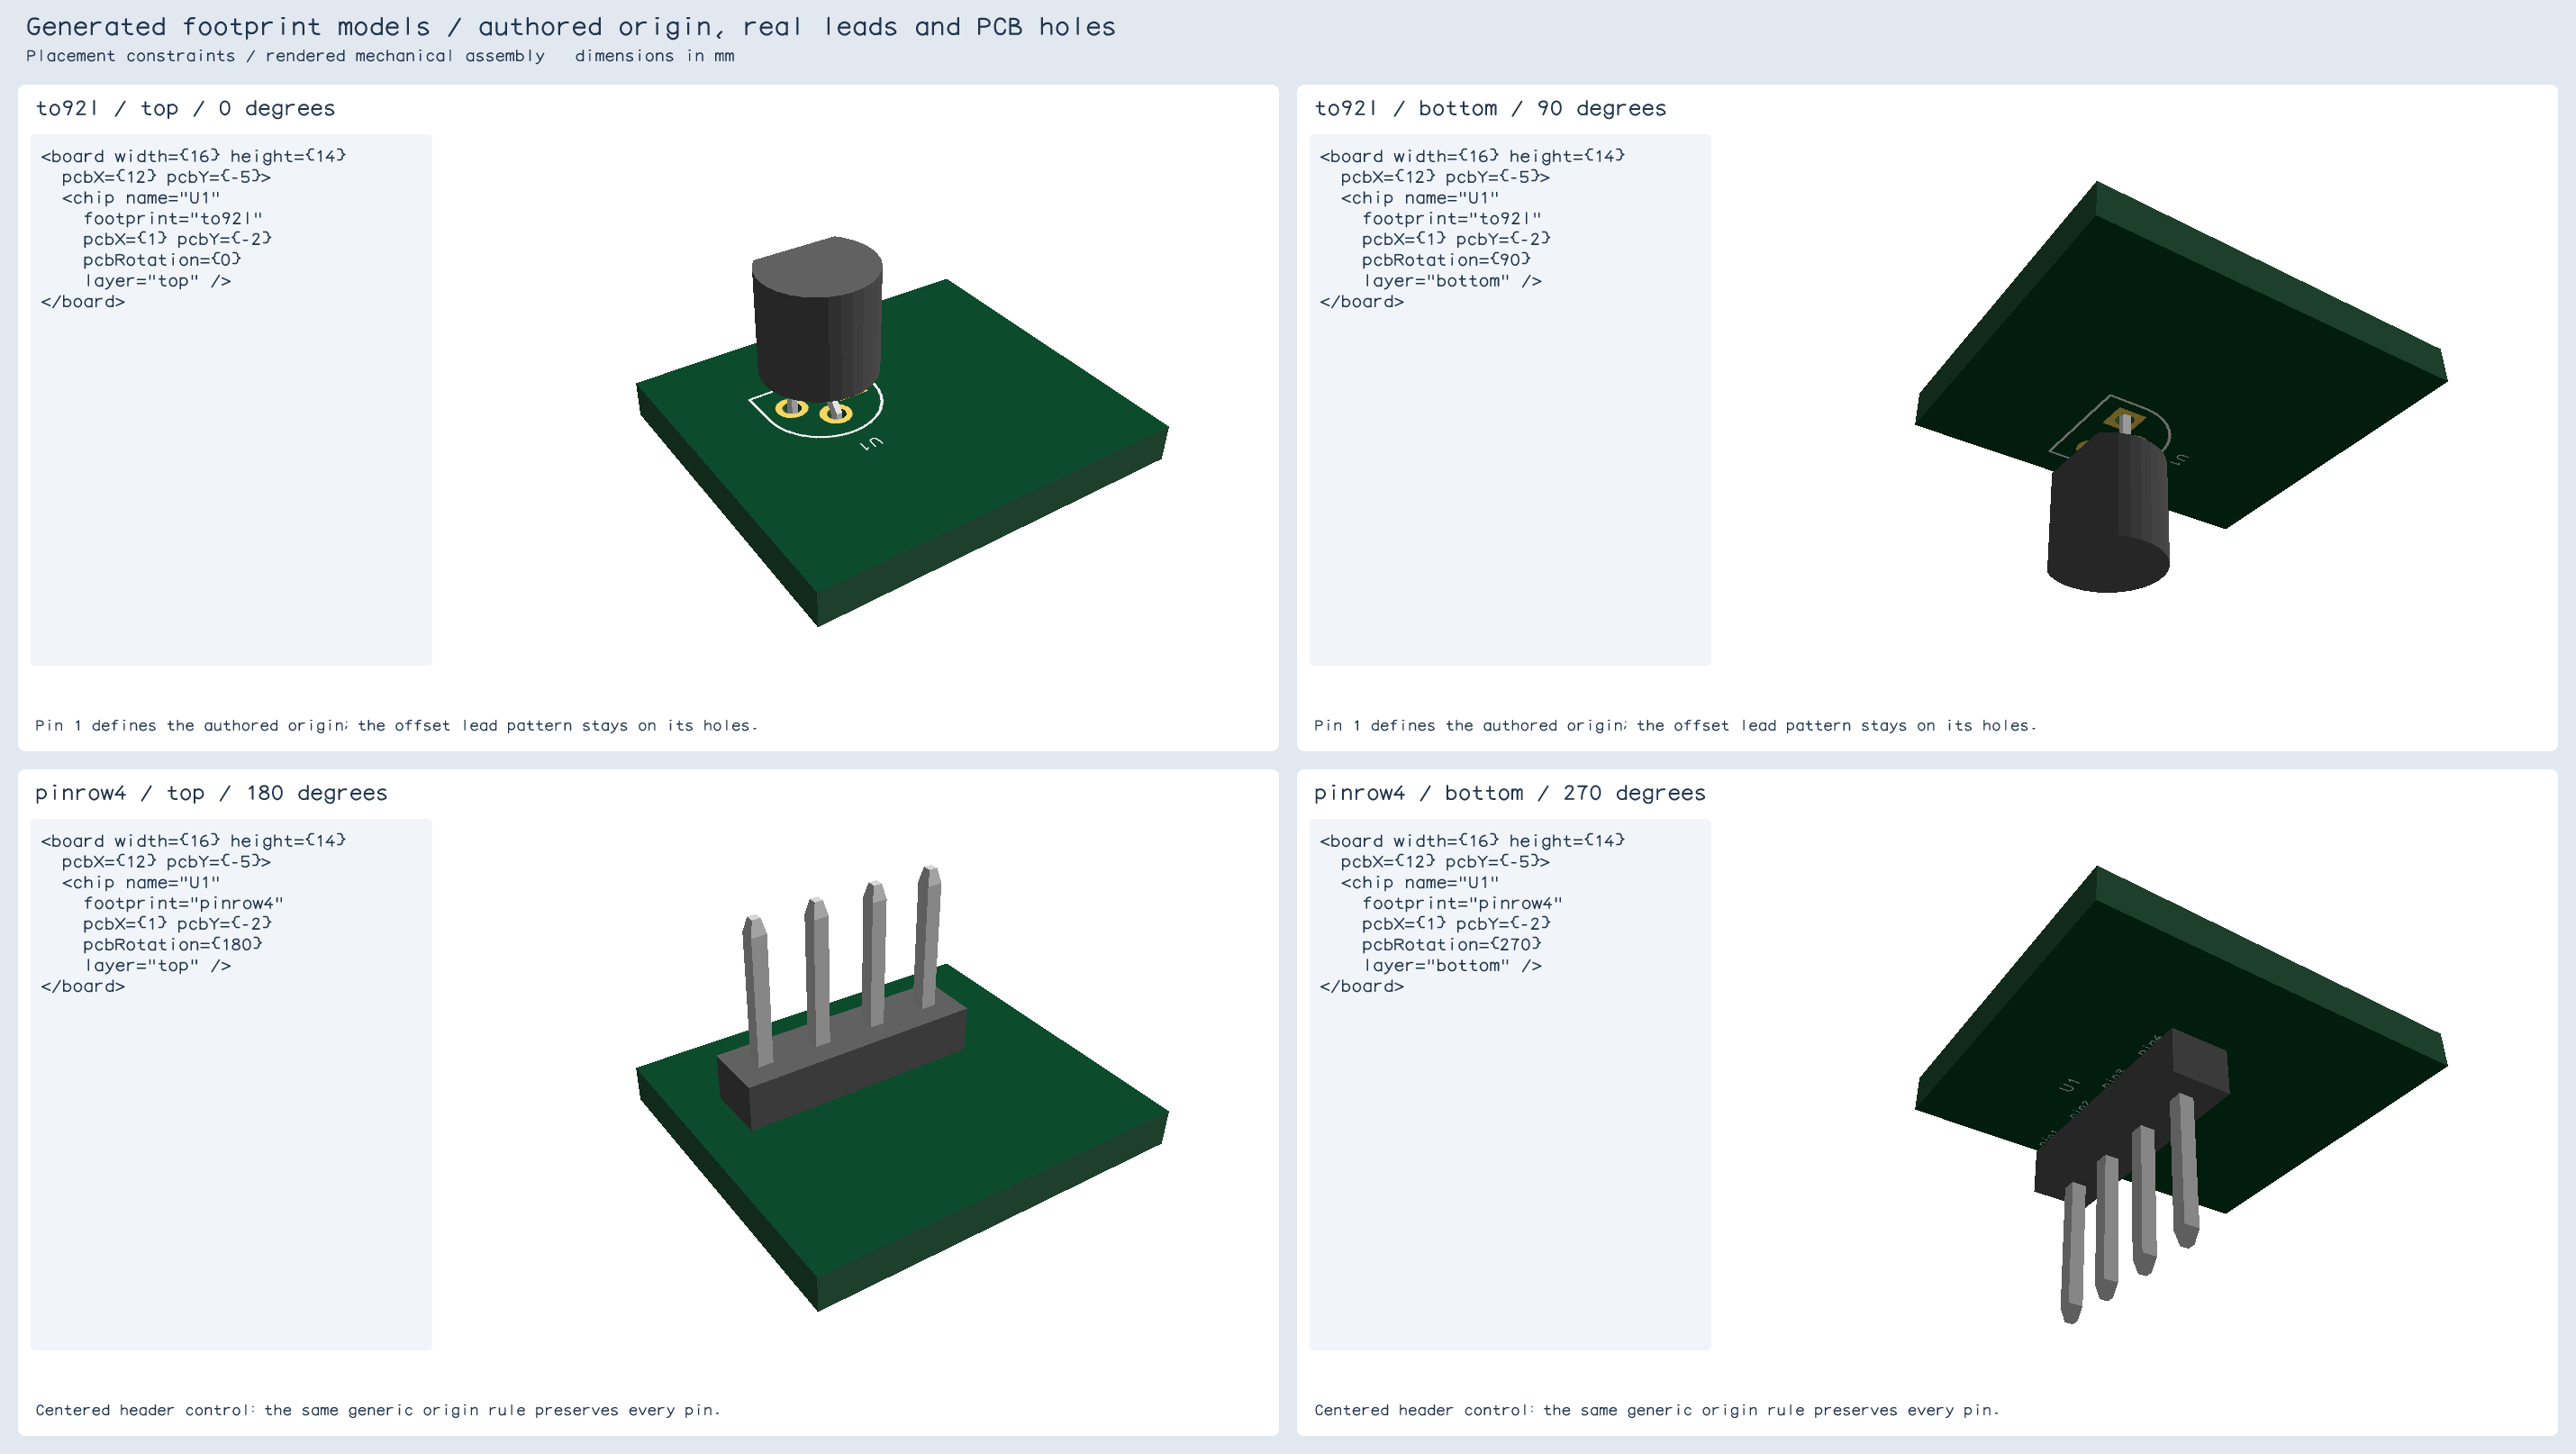 Generated footprint models / authored origin, real leads and PCB holes
Placement constraints / rendered mechanical assembly   dimensions in mm
to92l / top / 0 degrees
<board width={16} height={14}
  pcbX={12} pcbY={-5}>
  <chip name="U1"
    footprint="to92l"
    pcbX={1} pcbY={-2}
    pcbRotation={0}
    layer="top" />
</board>
U1
Pin 1 defines the authored origin; the offset lead pattern stays on its holes.
to92l / bottom / 90 degrees
<board width={16} height={14}
  pcbX={12} pcbY={-5}>
  <chip name="U1"
    footprint="to92l"
    pcbX={1} pcbY={-2}
    pcbRotation={90}
    layer="bottom" />
</board>
U1
Pin 1 defines the authored origin; the offset lead pattern stays on its holes.
pinrow4 / top / 180 degrees
<board width={16} height={14}
  pcbX={12} pcbY={-5}>
  <chip name="U1"
    footprint="pinrow4"
    pcbX={1} pcbY={-2}
    pcbRotation={180}
    layer="top" />
</board>
Centered header control: the same generic origin rule preserves every pin.
pinrow4 / bottom / 270 degrees
<board width={16} height={14}
  pcbX={12} pcbY={-5}>
  <chip name="U1"
    footprint="pinrow4"
    pcbX={1} pcbY={-2}
    pcbRotation={270}
    layer="bottom" />
</board>
pin4
pin3
U1
pin2
pin1
Centered header control: the same generic origin rule preserves every pin.